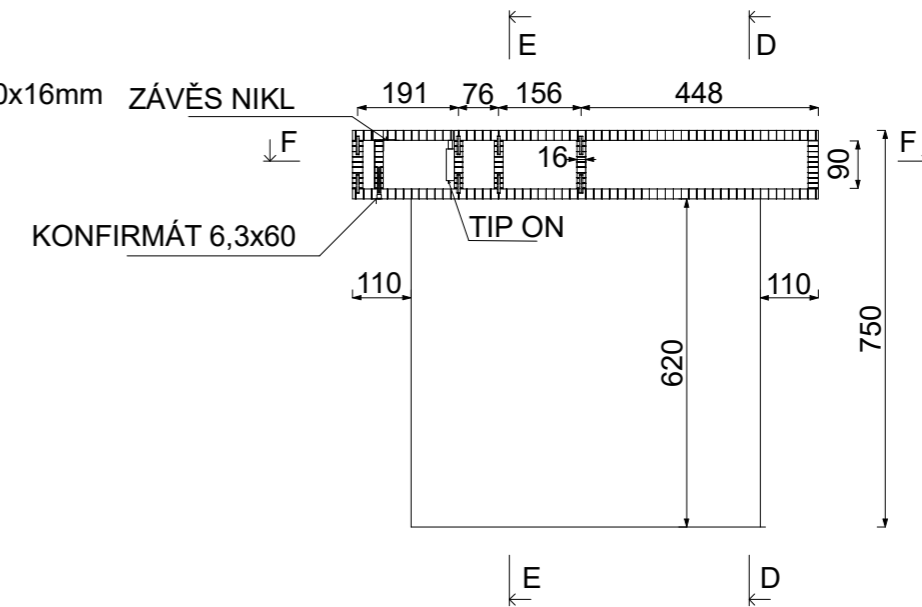 E D
0x16mm ZÁVĚS NIKL 191 76 156 448
F 16 90 F
KONFIRMÁT 6,3x60 TIP ON
110 110
620 750
E D